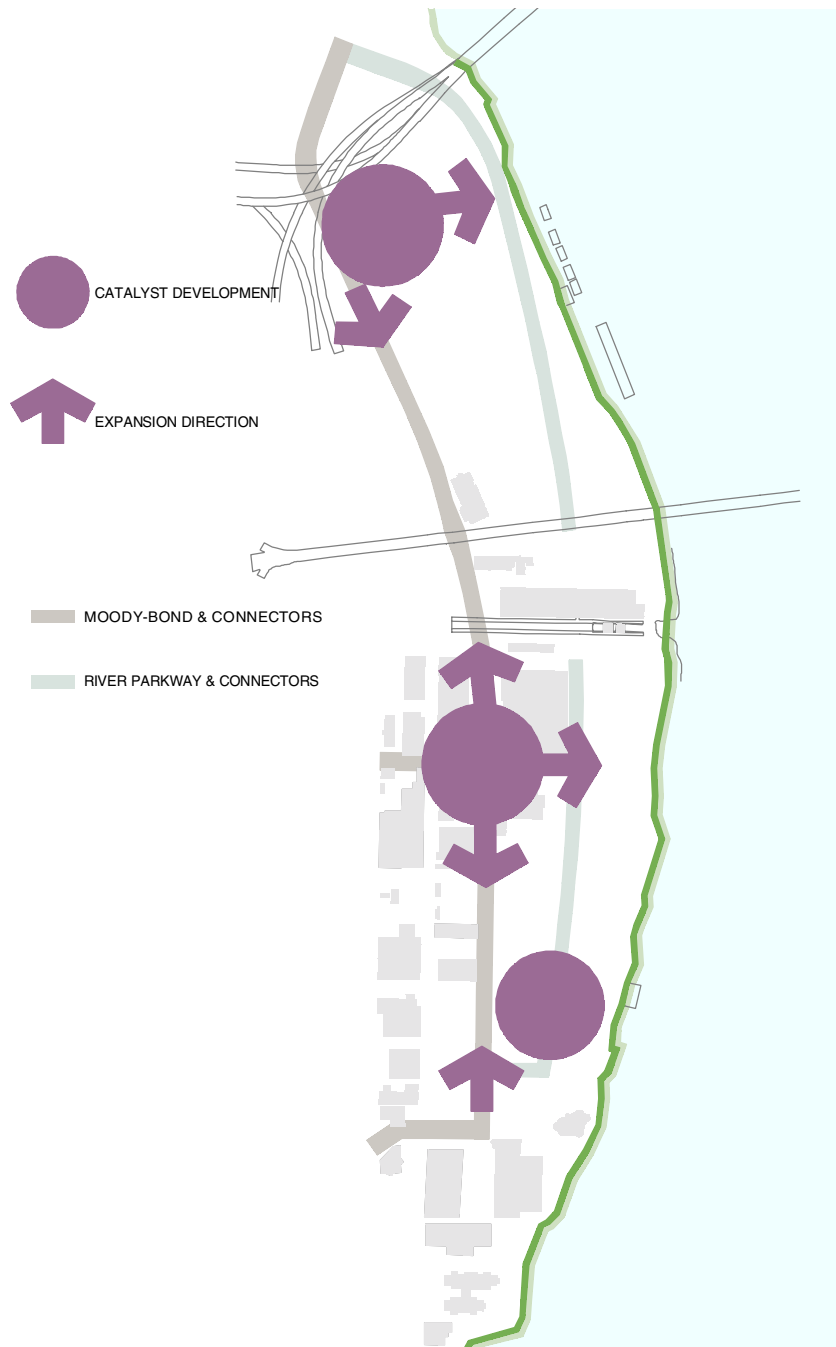 CATALYST DEVELOPMENT
EXPANSION DIRECTION
MOODY-BOND & CONNECTORS
RIVER PARKWAY & CONNECTORS